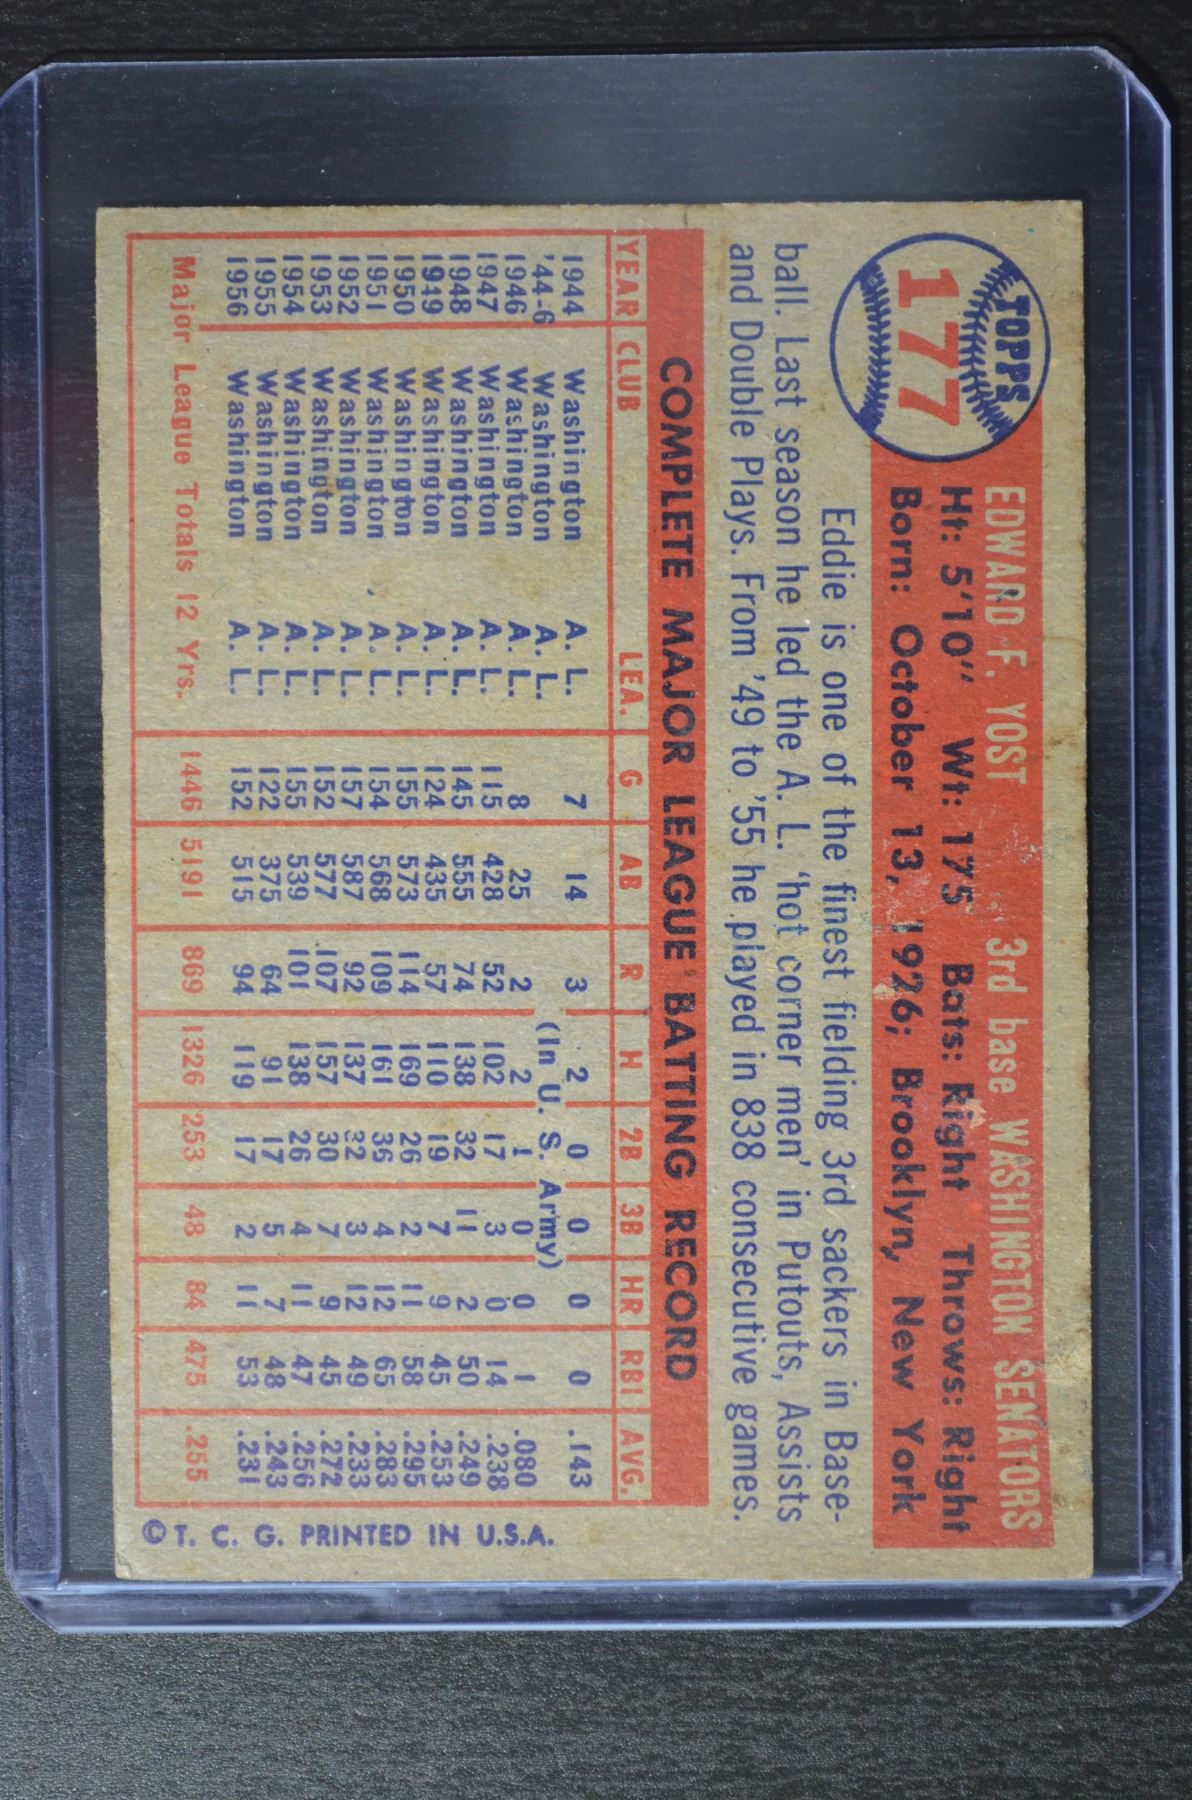 TOPPS
177
EDWARD F. YOST 3rd base WASHINGTON SENATORS
Ht: 5'10" Wt: 175 Bats: Right Throws: Right
Born: October 13, 1926; Brooklyn, New York
Eddie is one of the finest fielding 3rd sackers in Base-
ball. Last season he led the A. L. 'hot corner men' in Putouts, Assists
and Double Plays. From '49 to '55 he played in 838 consecutive games.
COMPLETE MAJOR LEAGUE BATTING RECORD
YEAR CLUB LEA. G AB R H 2B 3B HR RBI AVG.
1944 Washington A. L. 7 14 3 2 0 0 0 0 .143
'44-6 Washington A. L. (In U. S. Army)
1946 Washington A. L. 8 25 2 2 1 0 0 1 .080
1947 Washington A. L. 115 428 52 102 17 3 0 14 .238
1948 Washington A. L. 145 555 74 138 32 11 2 50 .249
1949 Washington A. L. 124 435 57 110 19 7 9 45 .253
1950 Washington A. L. 155 573 114 169 26 2 11 58 .295
1951 Washington A. L. 154 568 109 161 36 4 12 65 .283
1952 Washington A. L. 157 587 92 137 32 3 12 49 .233
1953 Washington A. L. 152 577 107 157 30 7 9 45 .272
1954 Washington A. L. 155 539 101 138 26 4 11 47 .256
1955 Washington A. L. 122 375 64 91 17 5 7 48 .243
1956 Washington A. L. 152 515 94 119 17 2 11 53 .231
Major League Totals 12 Yrs. 1446 5191 869 1326 253 48 84 475 .255
© T. C. G. PRINTED IN U.S.A.